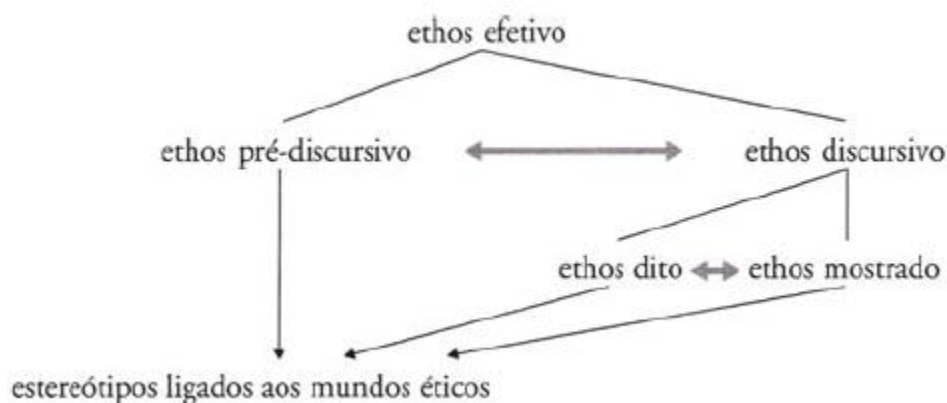 ethos efetivo
ethos pré-discursivo ethos discursivo
ethos dito ethos mostrado
estereótipos ligados aos mundos éticos